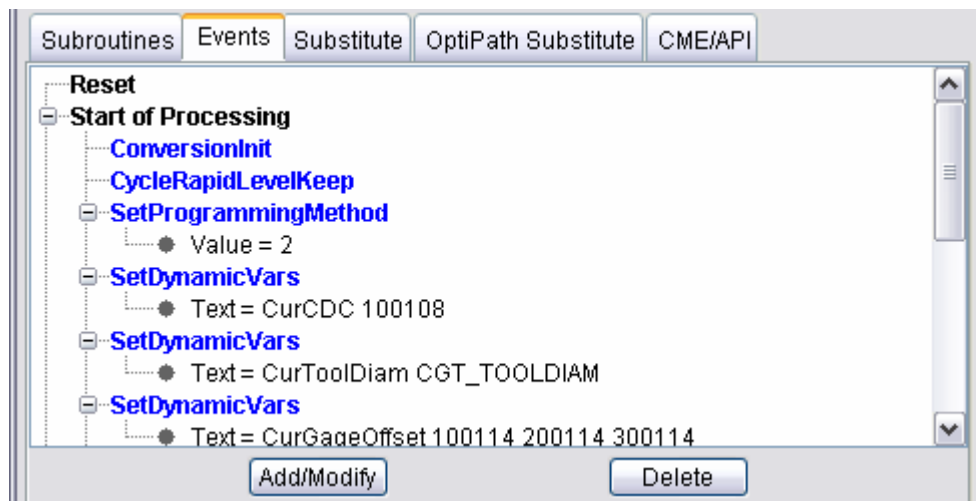 Subroutines Events Substitute OptiPath Substitute CME/API
Reset
Start of Processing
ConversionInit
CycleRapidLevelKeep
SetProgrammingMethod
Value = 2
SetDynamicVars
Text = CurCDC 100108
SetDynamicVars
Text = CurToolDiam CGT_TOOLDIAM
SetDynamicVars
Text = CurGageOffset 100114 200114 300114
Add/Modify Delete